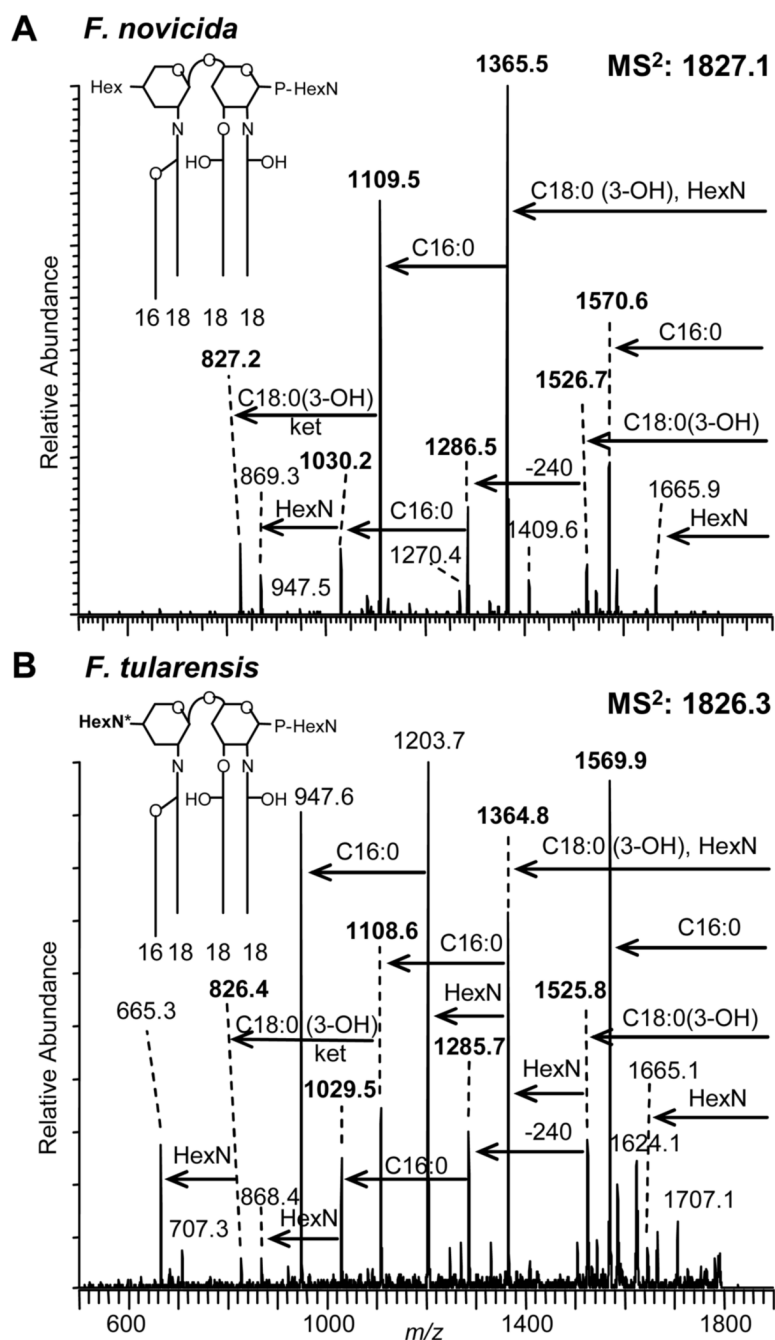 A F. novicida
MS²: 1827.1
O
O O
Hex P-HexN
N O N
O HO OH
16 18 18 18
1365.5
C18:0 (3-OH), HexN
1109.5
C16:0
1570.6
C16:0
827.2
1526.7
C18:0(3-OH)
ket
C18:0(3-OH)
1030.2
1286.5
-240
869.3
HexN
C16:0
1665.9
HexN
947.5
1270.4
1409.6
Relative Abundance
B F. tularensis
MS²: 1826.3
O
O O
HexN* P-HexN
N O N
O HO OH
16 18 18 18
1203.7
1569.9
947.6
1364.8
C16:0
C18:0 (3-OH), HexN
1108.6
C16:0
C16:0
826.4
HexN
1525.8
665.3
C18:0 (3-OH)
ket
1285.7
C18:0(3-OH)
1029.5
HexN
1665.1
HexN
-240
1624.1
HexN
C16:0
868.4
HexN
707.3
1707.1
Relative Abundance
600 1000 1400 1800
m/z